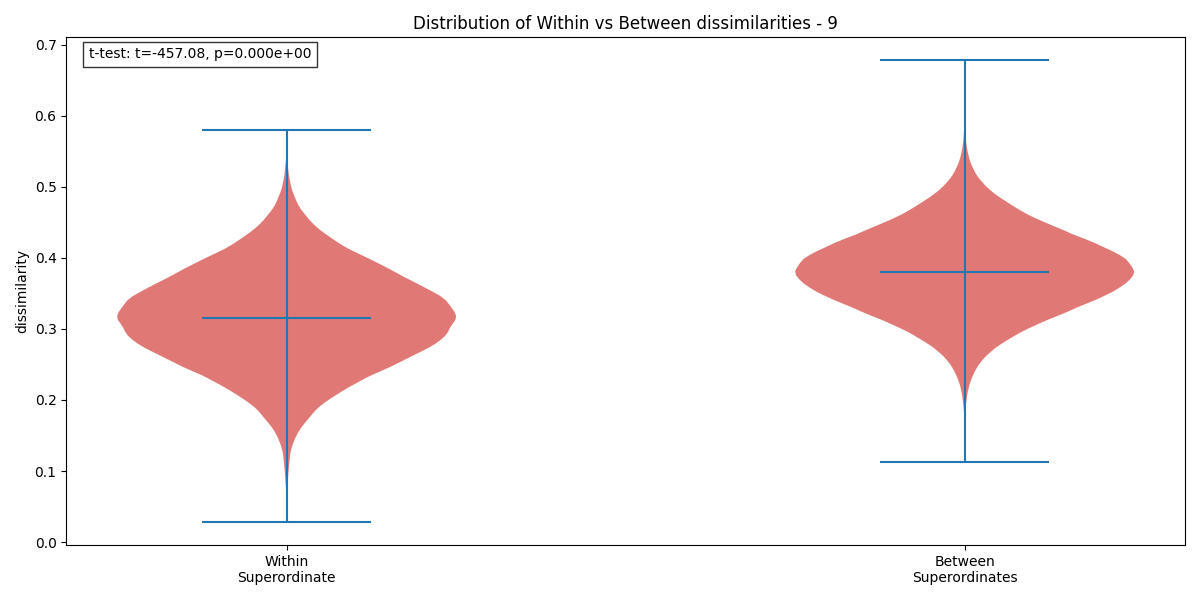 Distribution of Within vs Between dissimilarities - 9
t-test: t=-457.08, p=0.000e+00
dissimilarity
0.7
0.6
0.5
0.4
0.3
0.2
0.1
0.0
Within
Superordinate
Between
Superordinates